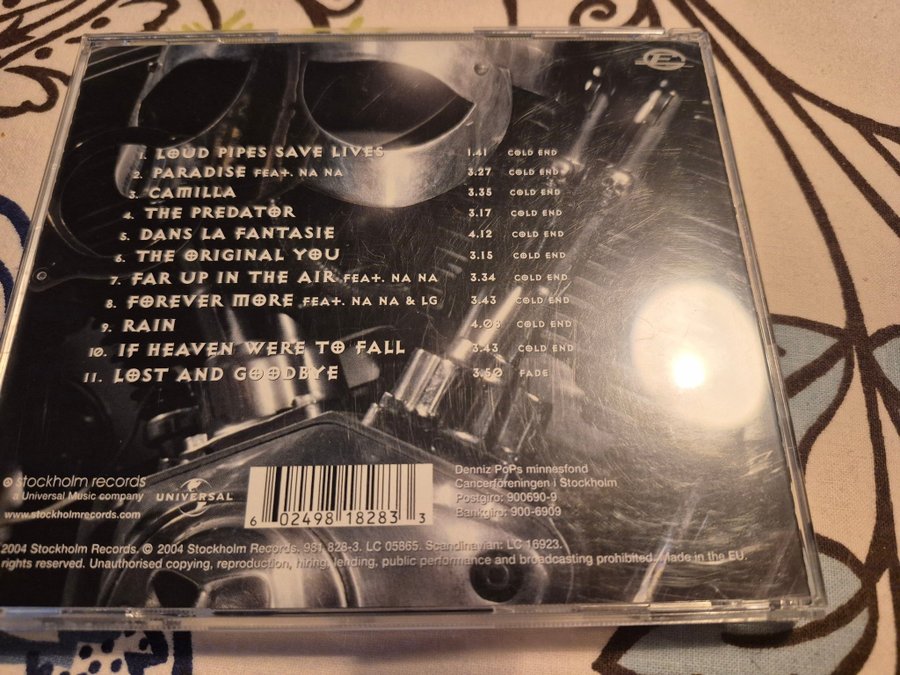 1. LOUD PIPES SAVE LIVES 1.41 COLD END
2. PARADISE FEAT. NA NA 3.27 COLD END
3. CAMILLA 3.35 COLD END
4. THE PREDATOR 3.17 COLD END
5. DANS LA FANTASIE 4.12 COLD END
6. THE ORIGINAL YOU 3.15 COLD END
7. FAR UP IN THE AIR FEAT. NA NA 3.34 COLD END
8. FOREVER MORE FEAT. NA NA & LG 3.43 COLD END
9. RAIN 4.08 COLD END
10. IF HEAVEN WERE TO FALL 3.43 COLD END
11. LOST AND GOODBYE 3.50 FADE
stockholm records
a Universal Music company
www.stockholmrecords.com
UNIVERSAL
6 02498 18283 3
Denniz PoPs minnesfond
Cancerföreningen i Stockholm
Postgiro: 900690-9
Bankgiro: 900-6909
2004 Stockholm Records. © 2004 Stockholm Records. 981 828-3. LC 05865. Scandinavian: LC 16923.
rights reserved. Unauthorised copying, reproduction, hiring, lending, public performance and broadcasting prohibited. Made in the EU.